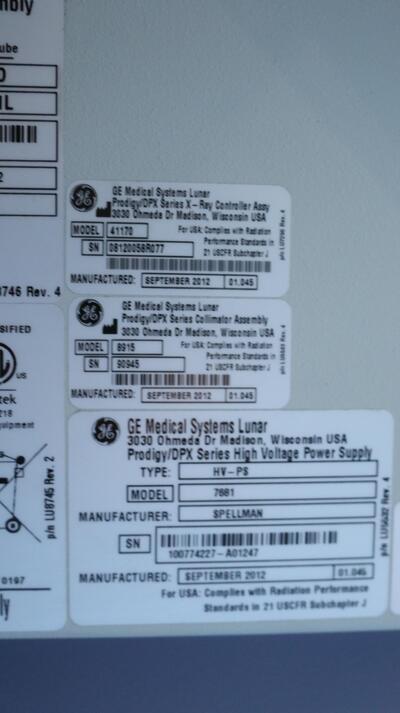 mbly
ube
8746 Rev. 4
GE Medical Systems Lunar
Prodigy/DPX Series X-Ray Controller Assy
3030 Ohmeda Dr Madison, Wisconsin USA
MODEL 41170
For USA: Complies with Radiation
Performance Standards in
21 USCFR Subchapter J
SN 08120058R077
MANUFACTURED: SEPTEMBER 2012 01.045
GE Medical Systems Lunar
Prodigy/DPX Series Collimator Assembly
3030 Ohmeda Dr Madison, Wisconsin USA
MODEL 8915
For USA: Complies with Radiation
Performance Standards in
21 USCFR Subchapter J
SN 90945
MANUFACTURED: SEPTEMBER 2012 01.045
SIFIED
US
tek
218
quipment
p/n LU8745 Rev. 2
0197
GE Medical Systems Lunar
3030 Ohmeda Dr Madison, Wisconsin USA
Prodigy/DPX Series High Voltage Power Supply
TYPE: HV-PS
MODEL 7681
MANUFACTURER: SPELLMAN
SN
100774227-A01247
MANUFACTURED: SEPTEMBER 2012 01.045
For USA: Complies with Radiation Performance
Standards in 21 USCFR Subchapter J